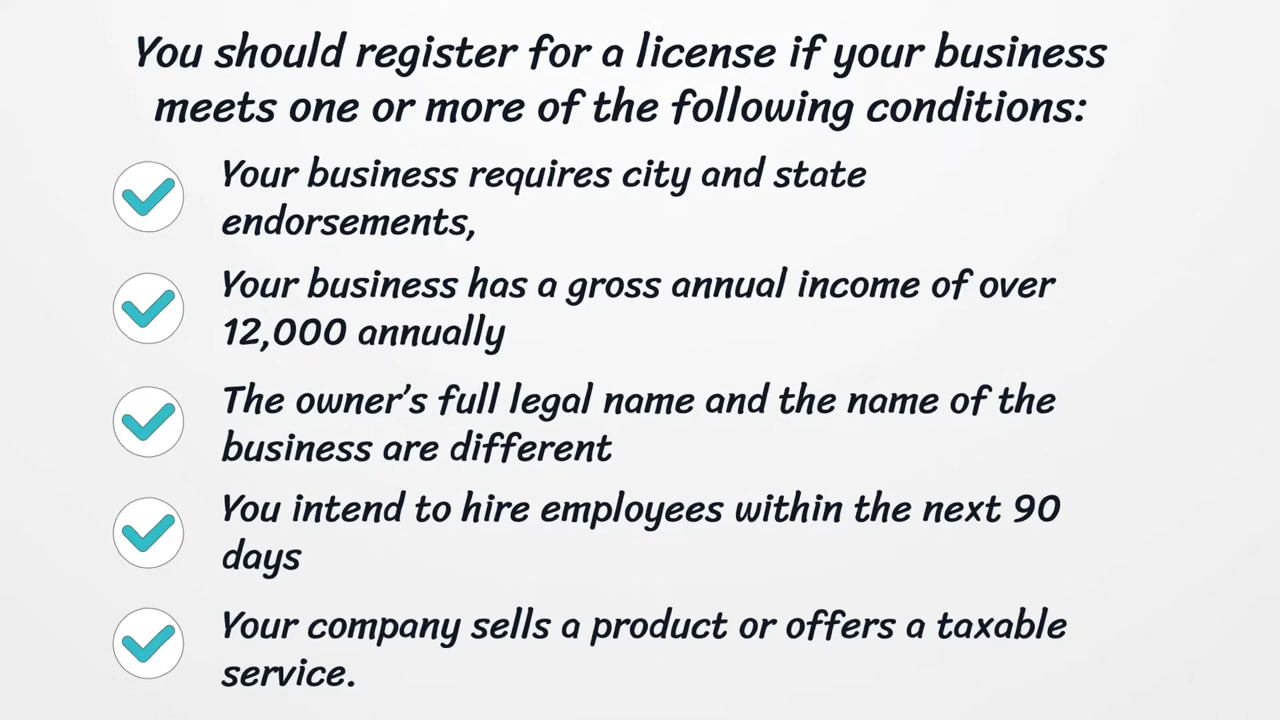 You should register for a license if your business
meets one or more of the following conditions:
Your business requires city and state
endorsements,
Your business has a gross annual income of over
12,000 annually
The owner’s full legal name and the name of the
business are different
You intend to hire employees within the next 90
days
Your company sells a product or offers a taxable
service.